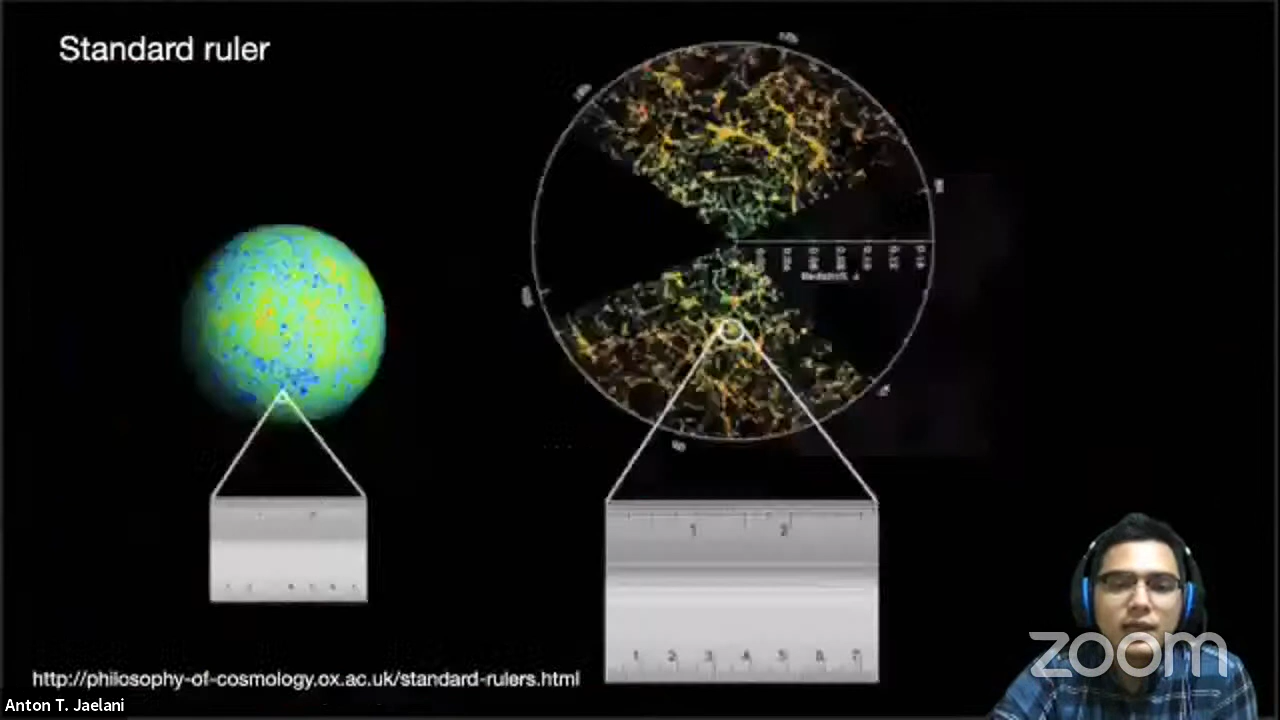 Standard ruler
Redshift z
1 2
1 2 3 4 5 6 7
http://philosophy-of-cosmology.ox.ac.uk/standard-rulers.html
zoom
Anton T. Jaelani